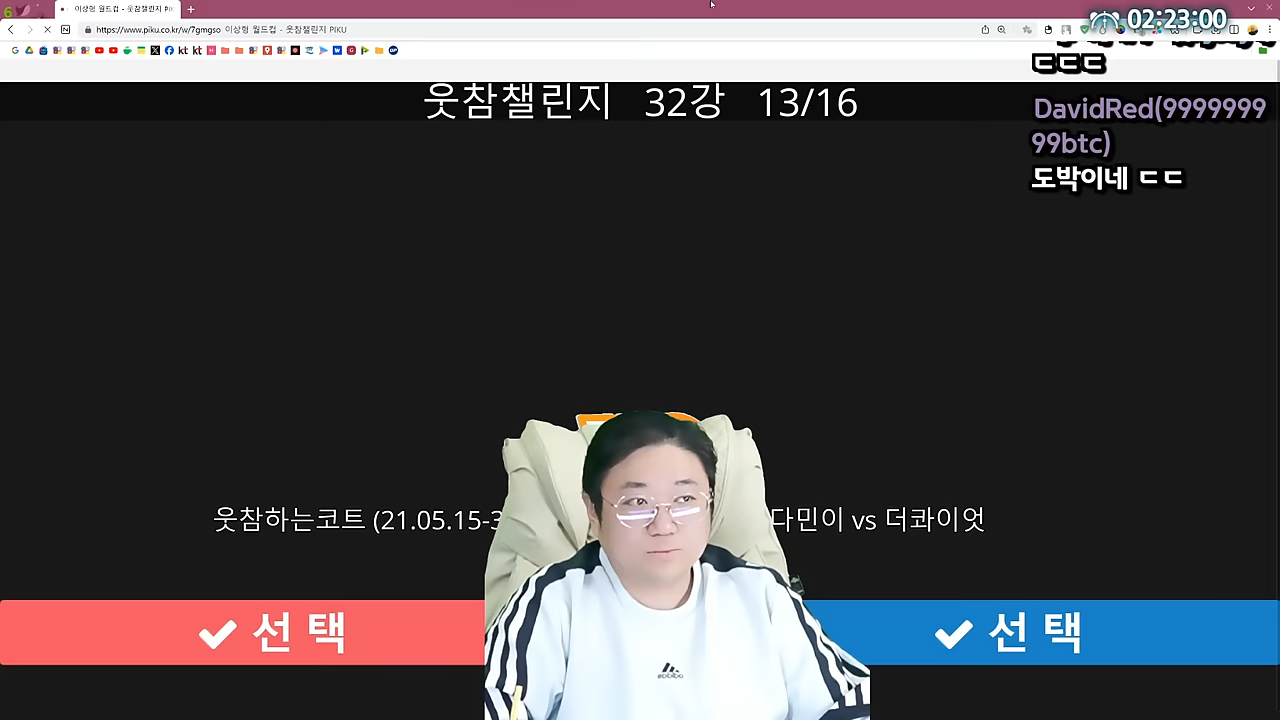 이상형 월드컵 - 웃참챌린지 PI
02:23:00
https://www.piku.co.kr/w/7gmgso 이상형 월드컵 - 웃참챌린지 PIKU
ㄷㄷㄷ
웃참챌린지 32강 13/16
DavidRed(9999999
99btc)
도박이네 ㄷㄷ
웃참하는코트 (21.05.15-3
다민이 vs 더콰이엇
선 택
선 택